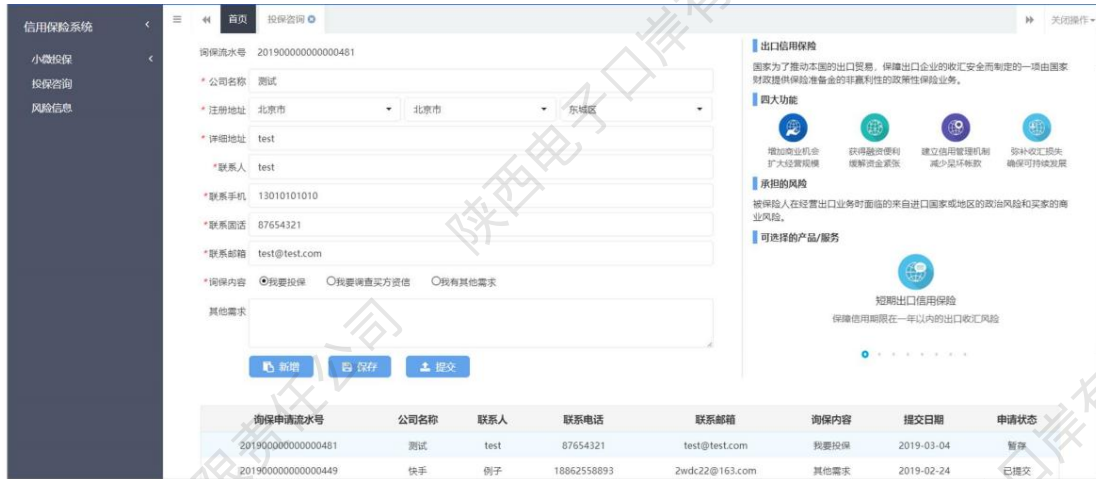 信用保险系统
小微投保
投保咨询
风险信息
首页
投保咨询
关闭操作
询保流水号 201900000000000481
* 公司名称 测试
* 注册地址 北京市 北京市 东城区
* 详细地址 test
*联系人 test
*联系手机 13010101010
*联系固话 87654321
*联系邮箱 test@test.com
*询保内容 我要投保 我要调查买方资信 我有其他需求
其他需求
新增 保存 提交
出口信用保险
国家为了推动本国的出口贸易，保障出口企业的收汇安全而制定的一项由国家
财政提供保险准备金的非赢利性的政策性保险业务。
四大功能
增加商业机会 获得融资便利 建立信用管理机制 弥补收汇损失
扩大经营规模 缓解资金紧张 减少呆坏帐款 确保可持续发展
承担的风险
被保险人在经营出口业务时面临的来自进口国家或地区的政治风险和买家的商
业风险。
可选择的产品/服务
短期出口信用保险
保障信用期限在一年以内的出口收汇风险
询保申请流水号 公司名称 联系人 联系电话 联系邮箱 询保内容 提交日期 申请状态
201900000000000481 测试 test 87654321 test@test.com 我要投保 2019-03-04 暂存
201900000000000449 快手 例子 18862558893 2wdc22@163.com 其他需求 2019-02-24 已提交
陕西电子口岸有
限责任公司
口岸有